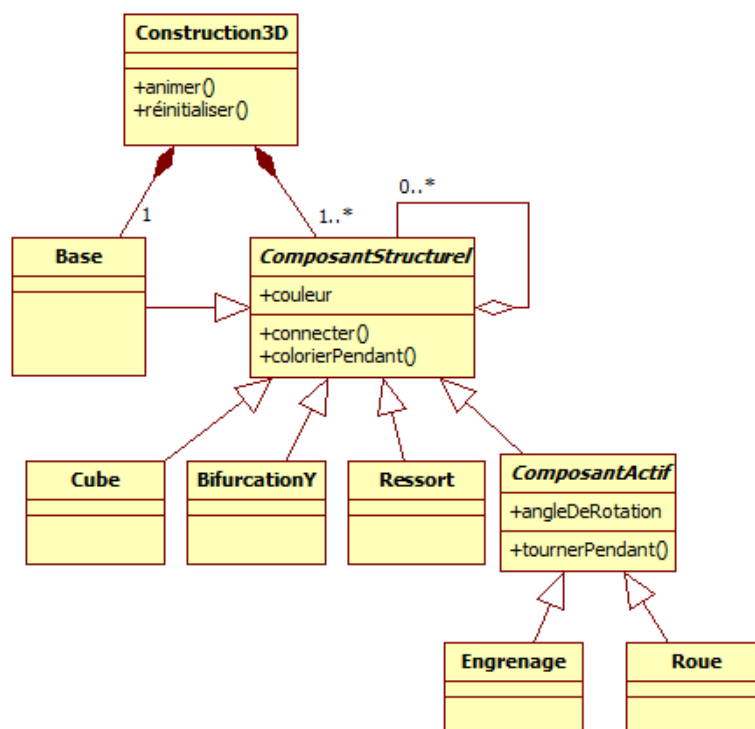 Construction3D
+animer()
+réinitialiser()
1
1..*
0..*
Base
ComposantStructurel
+couleur
+connecter()
+colorierPendant()
Cube
BifurcationY
Ressort
ComposantActif
+angleDeRotation
+tournerPendant()
Engrenage
Roue